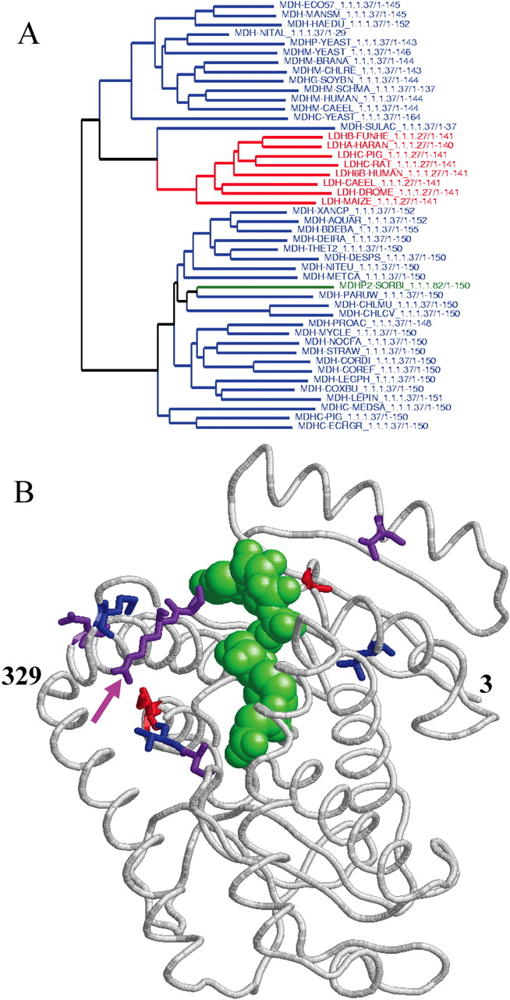 A
MDH-ECO57_1.1.1.37/1-145
MDH-MANSM_1.1.1.37/1-145
MDH-HAEDU_1.1.1.37/1-152
MDH-NITAL_1.1.1.37/1-29
MDHP-YEAST_1.1.1.37/1-143
MDHM-YEAST_1.1.1.37/1-146
MDHM-BRANA_1.1.1.37/1-144
MDHM-CHLRE_1.1.1.37/1-143
MDHG-SOYBN_1.1.1.37/1-144
MDHM-SCHMA_1.1.1.37/1-137
MDHM-HUMAN_1.1.1.37/1-144
MDHM-CAEEL_1.1.1.37/1-144
MDHC-YEAST_1.1.1.37/1-164
MDH-SULAC_1.1.1.37/1-37
LDHB-FUNHE_1.1.1.27/1-141
LDHA-HARAN_1.1.1.27/1-140
LDHC-PIG_1.1.1.27/1-141
LDHC-RAT_1.1.1.27/1-141
LDH6B-HUMAN_1.1.1.27/1-141
LDH-CAEEL_1.1.1.27/1-141
LDH-DROME_1.1.1.27/1-141
LDH-MAIZE_1.1.1.27/1-141
MDH-XANCP_1.1.1.37/1-152
MDH-AQUAR_1.1.1.37/1-152
MDH-BDEBA_1.1.1.37/1-155
MDH-DEIRA_1.1.1.37/1-150
MDH-THET2_1.1.1.37/1-150
MDH-DESPS_1.1.1.37/1-150
MDH-NITEU_1.1.1.37/1-150
MDH-METCA_1.1.1.37/1-150
MDHP2-SORBI_1.1.1.82/1-150
MDH-PARUW_1.1.1.37/1-150
MDH-CHLMU_1.1.1.37/1-150
MDH-CHLCV_1.1.1.37/1-150
MDH-PROAC_1.1.1.37/1-148
MDH-MYCLE_1.1.1.37/1-150
MDH-NOCFA_1.1.1.37/1-150
MDH-STRAW_1.1.1.37/1-150
MDH-CORDI_1.1.1.37/1-150
MDH-COREF_1.1.1.37/1-150
MDH-LEGPH_1.1.1.37/1-150
MDH-COXBU_1.1.1.37/1-150
MDH-LEPIN_1.1.1.37/1-151
MDHC-MEDSA_1.1.1.37/1-150
MDHC-PIG_1.1.1.37/1-150
MDHC-ECHGR_1.1.1.37/1-150
B
329
3